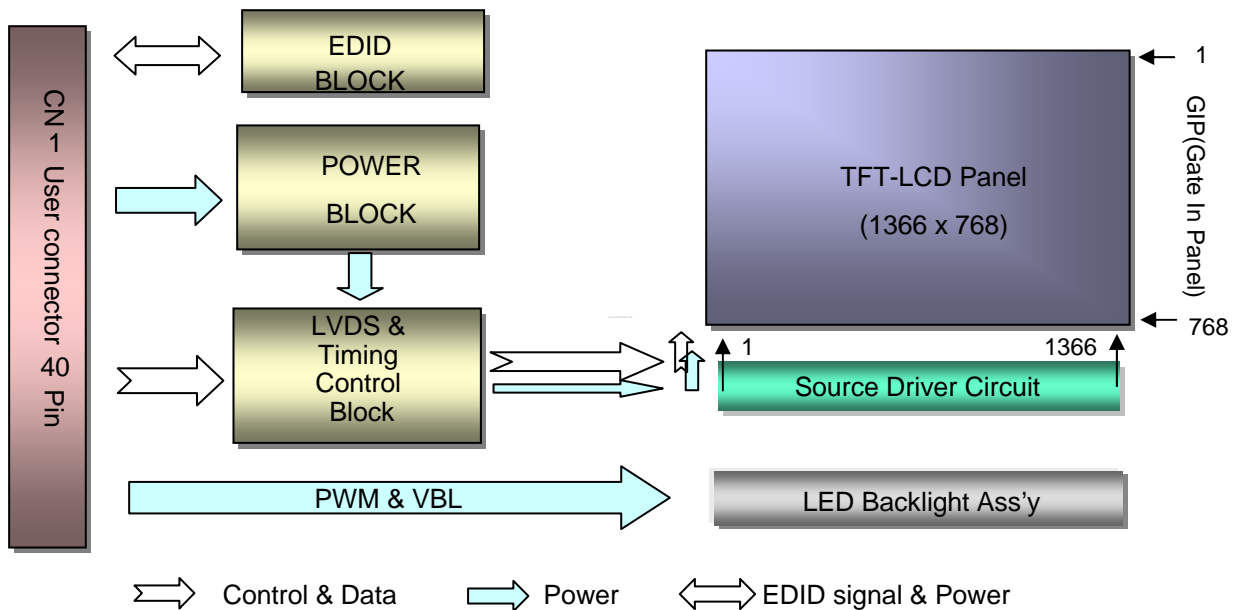 CN 1 User connector 40 Pin
EDID
BLOCK
POWER
BLOCK
LVDS &
Timing
Control
Block
PWM & VBL
TFT-LCD Panel
(1366 x 768)
1
GIP(Gate In Panel)
768
1
1366
Source Driver Circuit
LED Backlight Ass'y
Control & Data
Power
EDID signal & Power